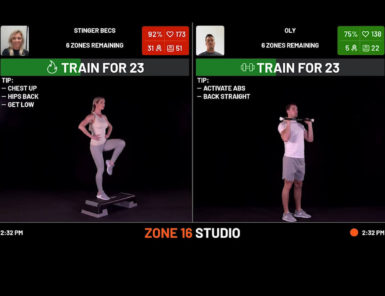 STINGER BECS
6 ZONES REMAINING
92% 173
31 51
TRAIN FOR 23
TIP:
— CHEST UP
— HIPS BACK
— GET LOW
2:32 PM
OLY
6 ZONES REMAINING
75% 138
5 22
TRAIN FOR 23
TIP:
— ACTIVATE ABS
— BACK STRAIGHT
ZONE 16 STUDIO
2:32 PM